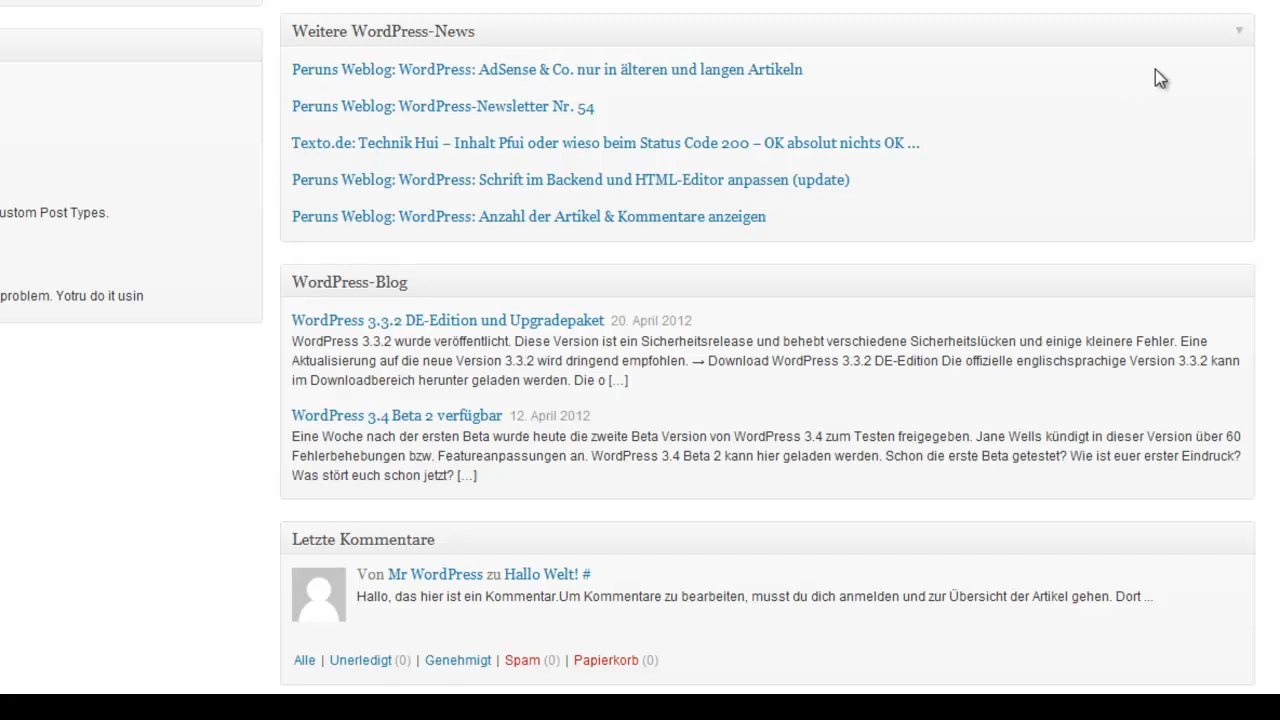 Weitere WordPress-News
Peruns Weblog: WordPress: AdSense & Co. nur in älteren und langen Artikeln
Peruns Weblog: WordPress-Newsletter Nr. 54
Texto.de: Technik Hui – Inhalt Pfui oder wieso beim Status Code 200 – OK absolut nichts OK ...
Peruns Weblog: WordPress: Schrift im Backend und HTML-Editor anpassen (update)
Peruns Weblog: WordPress: Anzahl der Artikel & Kommentare anzeigen
ustom Post Types.
problem. Yotru do it usin
WordPress-Blog
WordPress 3.3.2 DE-Edition und Upgradepaket 20. April 2012
WordPress 3.3.2 wurde veröffentlicht. Diese Version ist ein Sicherheitsrelease und behebt verschiedene Sicherheitslücken und einige kleinere Fehler. Eine
Aktualisierung auf die neue Version 3.3.2 wird dringend empfohlen. → Download WordPress 3.3.2 DE-Edition Die offizielle englischsprachige Version 3.3.2 kann
im Downloadbereich herunter geladen werden. Die o [...]
WordPress 3.4 Beta 2 verfügbar 12. April 2012
Eine Woche nach der ersten Beta wurde heute die zweite Beta Version von WordPress 3.4 zum Testen freigegeben. Jane Wells kündigt in dieser Version über 60
Fehlerbehebungen bzw. Featureanpassungen an. WordPress 3.4 Beta 2 kann hier geladen werden. Schon die erste Beta getestet? Wie ist euer erster Eindruck?
Was stört euch schon jetzt? [...]
Letzte Kommentare
Von Mr WordPress zu Hallo Welt! #
Hallo, das hier ist ein Kommentar.Um Kommentare zu bearbeiten, musst du dich anmelden und zur Übersicht der Artikel gehen. Dort ...
Alle | Unerledigt (0) | Genehmigt | Spam (0) | Papierkorb (0)